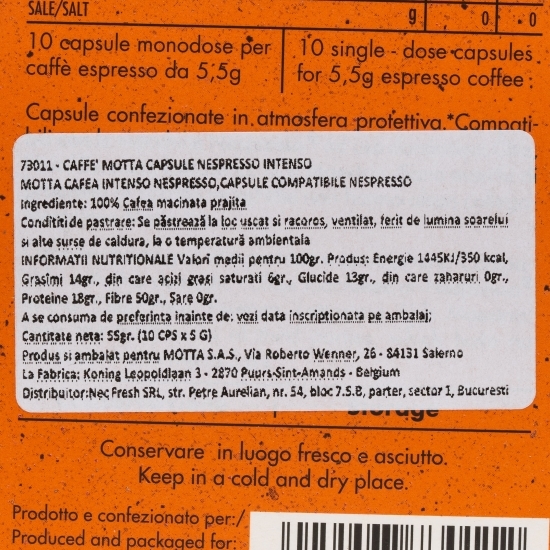 SALE/SALT g 0 0
10 capsule monodose per
caffè espresso da 5,5g
10 single - dose capsules
for 5,5g espresso coffee
Capsule confezionate in atmosfera protettiva.*Compati-
73011 - CAFFE' MOTTA CAPSULE NESPRESSO INTENSO
MOTTA CAFEA INTENSO NESPRESSO,CAPSULE COMPATIBILE NESPRESSO
Ingrediente: 100% Cafea macinata prajita
Condititi de pastrare: Se păstrează la loc uscat si racoros, ventilat, ferit de lumina soarelui
si alte surse de caldura, la o temperatură ambientala
INFORMATII NUTRITIONALE Valori medii pentru 100gr. Produs: Energie 1445KJ/350 kcal,
Grasimi 14gr., din care acizi grasi saturati 6gr., Glucide 13gr., din care zaharuri 0gr.,
Proteine 18gr., Fibre 50gr., Sare 0gr.
A se consuma de preferinta inainte de: vezi data inscriptionata pe ambalaj;
Cantitate neta: 55gr. (10 CPS x 5 G)
Produs si ambalat pentru MOTTA S.A.S., Via Roberto Wenner, 26 - 84131 Salerno
La Fabrica: Koning Leopoldlaan 3 - 2870 Puurs-Sint-Amands - Belgium
Distribuitor:Nec Fresh SRL, str. Petre Aurelian, nr. 54, bloc 7.5.B, parter, sector 1, Bucuresti
Storage
Conservare in luogo fresco e asciutto.
Keep in a cold and dry place.
Prodotto e confezionato per:/
Produced and packaged for: